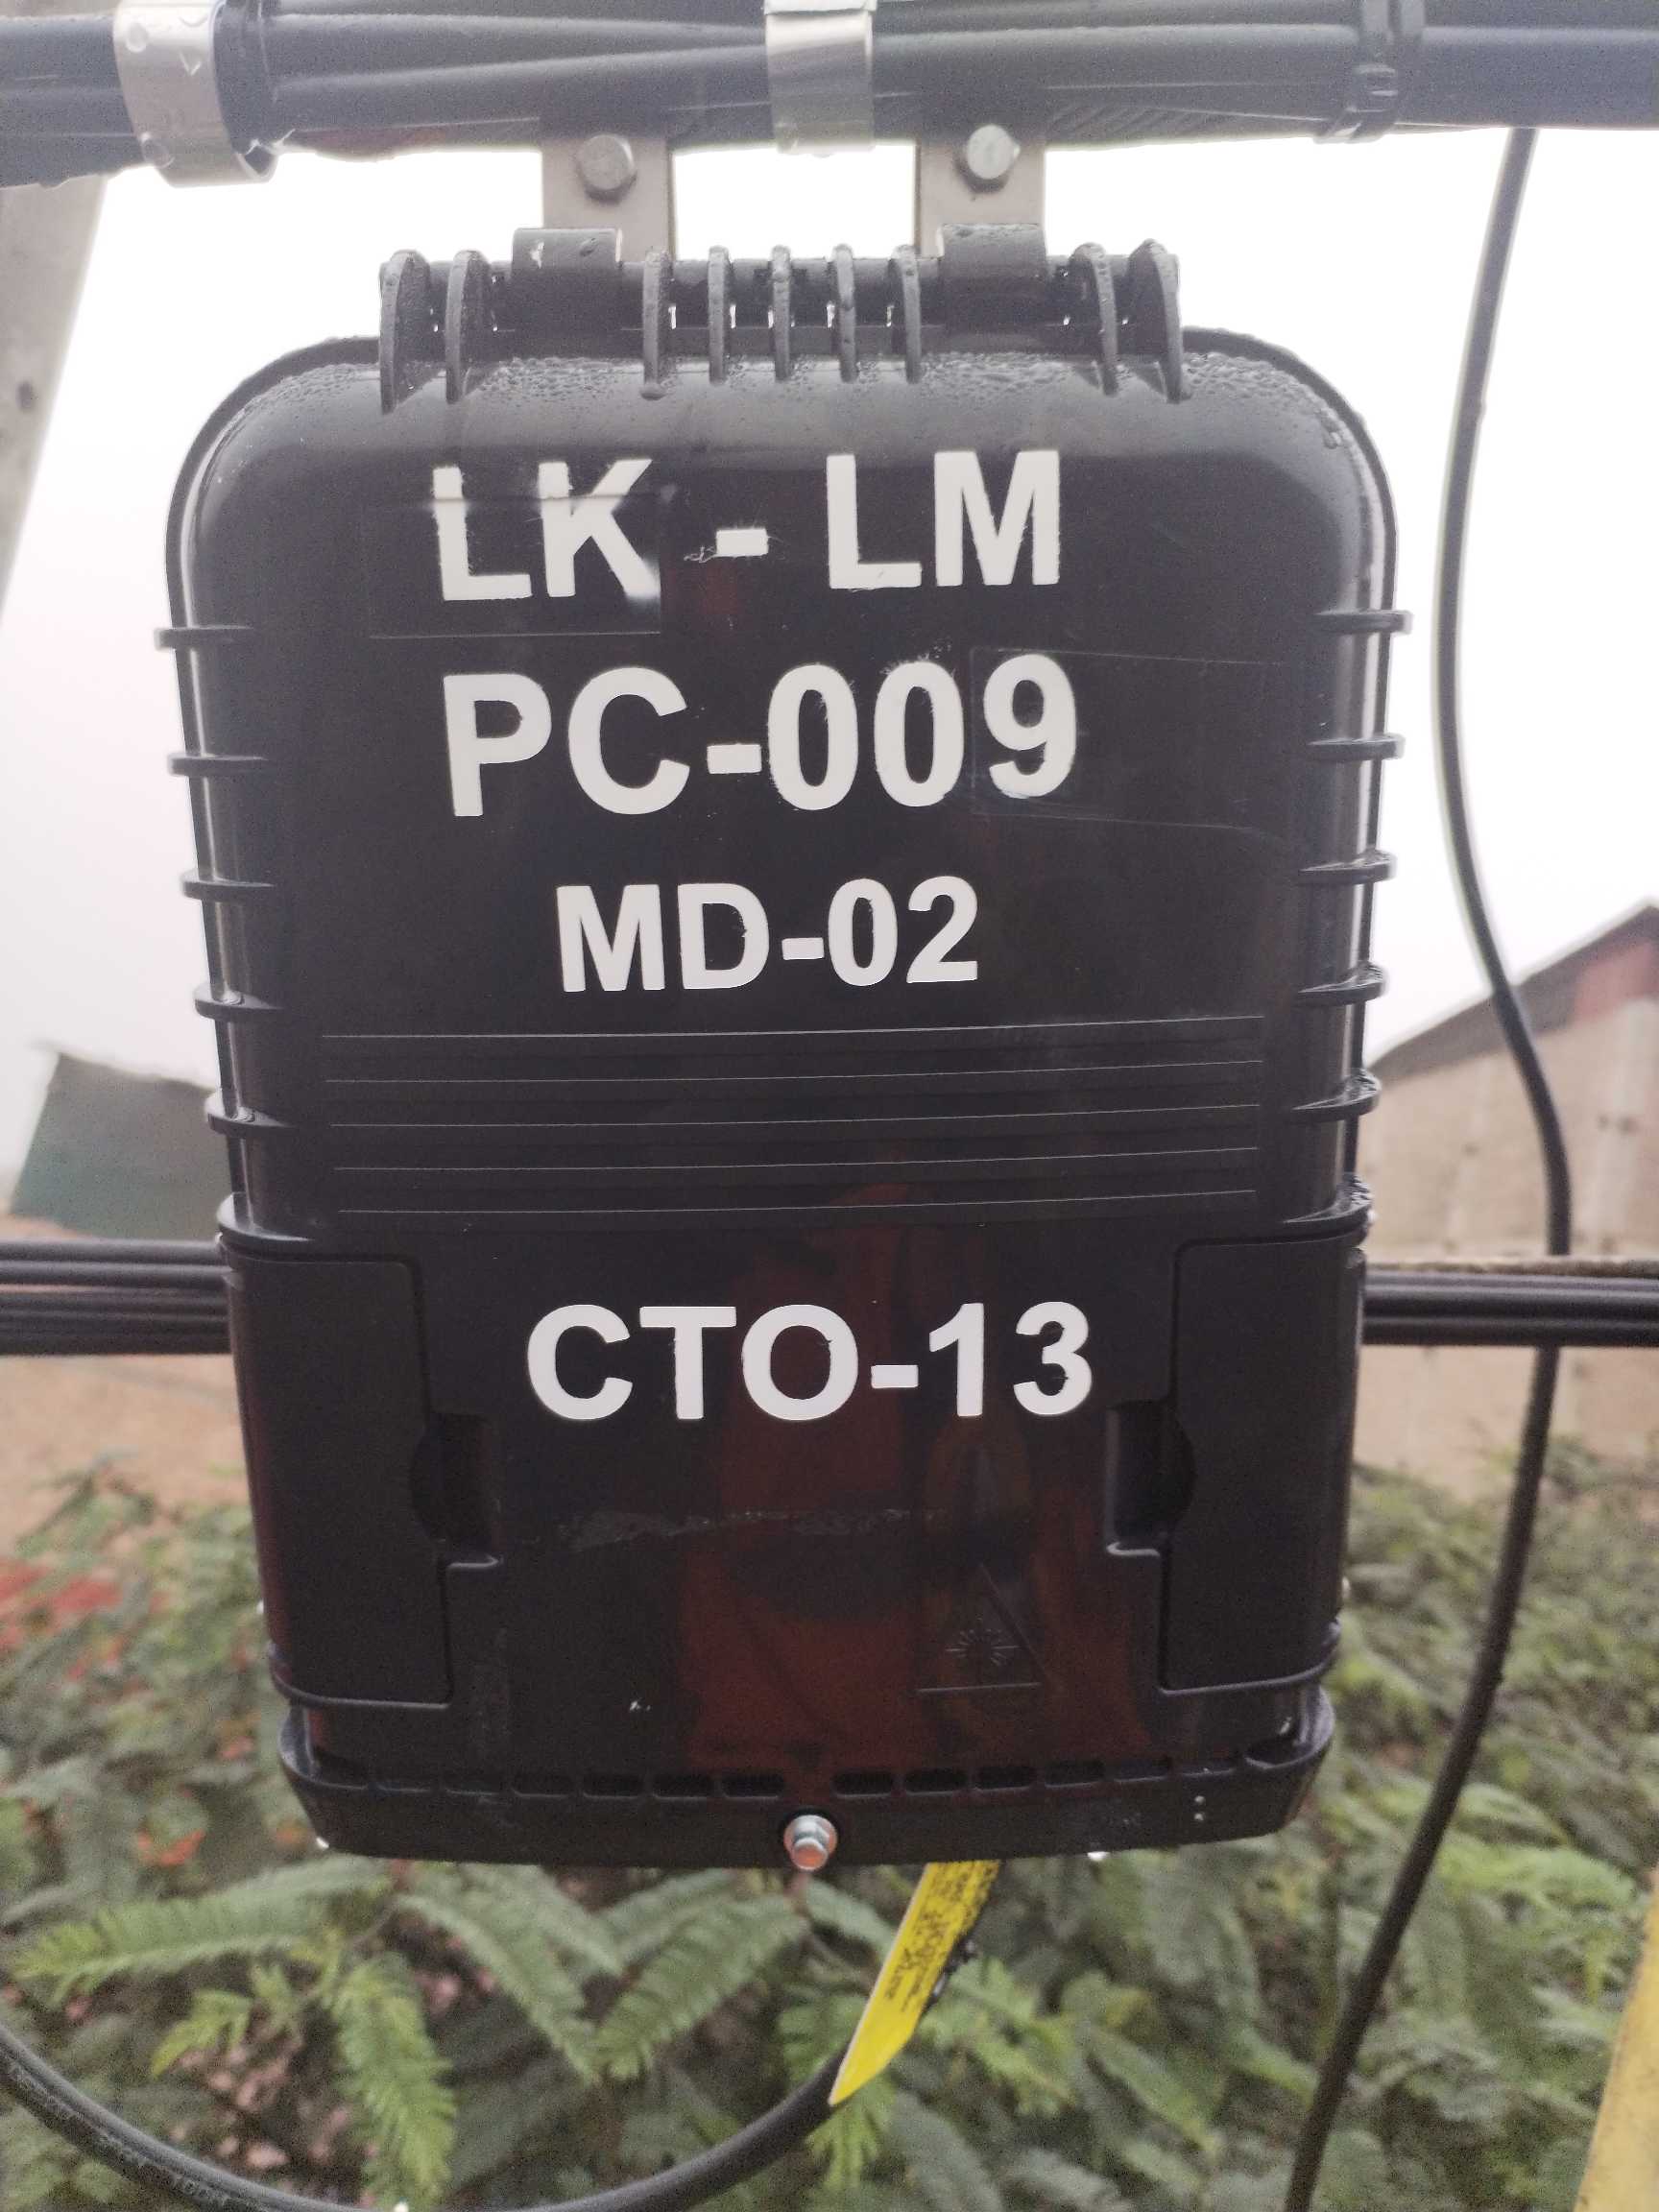 LK - LM
PC-009
MD-02
CTO-13